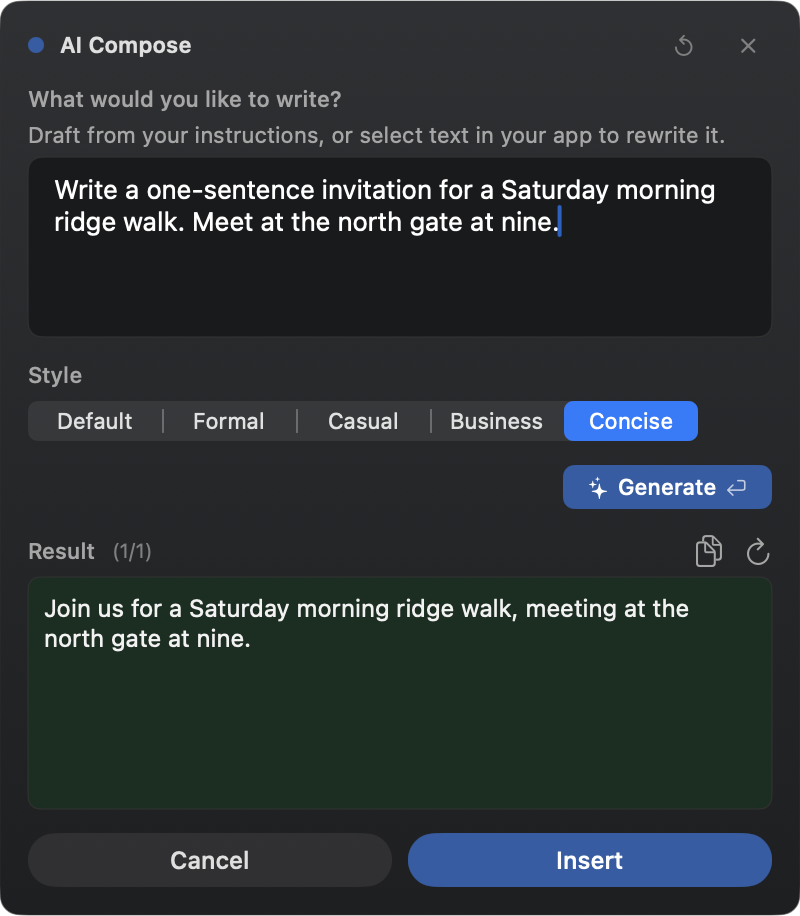 AI Compose
What would you like to write?
Draft from your instructions, or select text in your app to rewrite it.
Write a one-sentence invitation for a Saturday morning
ridge walk. Meet at the north gate at nine.
Style
Default
Formal
Casual
Business
Concise
Generate
Result (1/1)
Join us for a Saturday morning ridge walk, meeting at the
north gate at nine.
Cancel
Insert